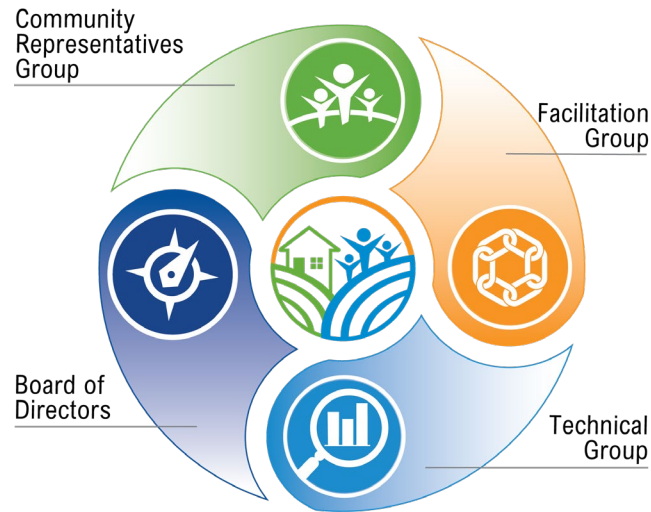 Community
Representatives
Group
Facilitation
Group
Board of
Directors
Technical
Group